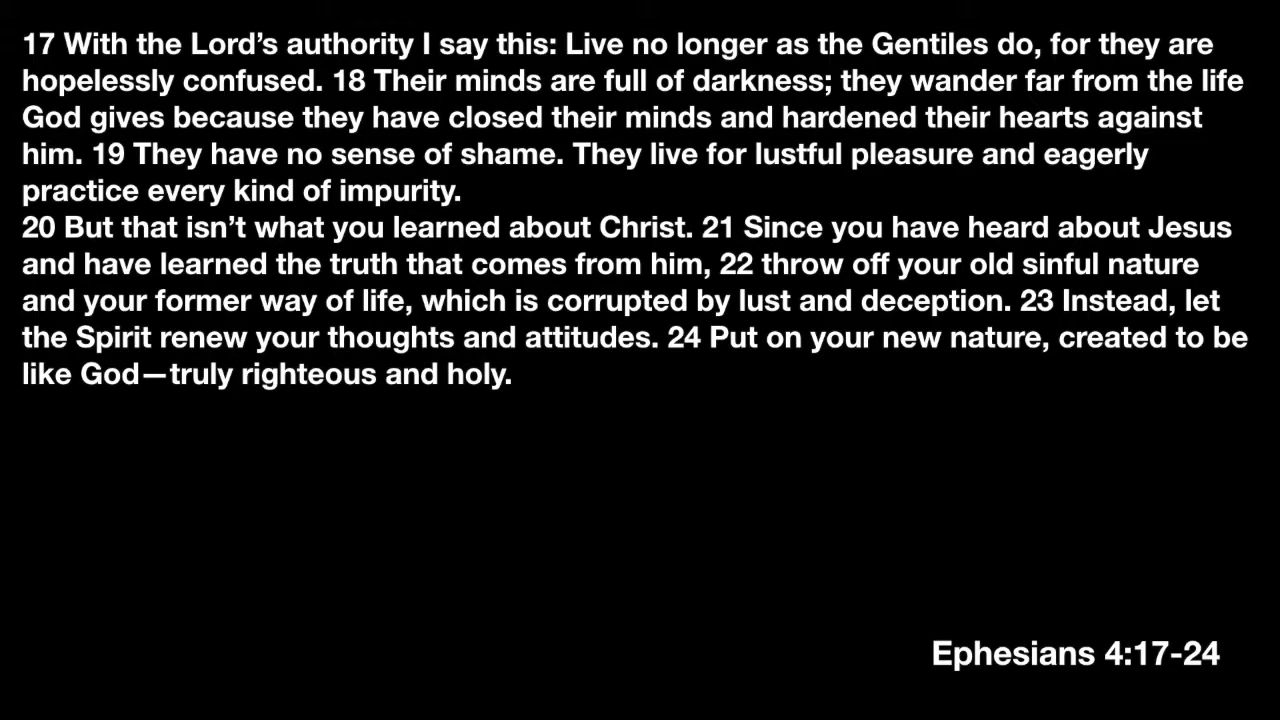 17 With the Lord’s authority I say this: Live no longer as the Gentiles do, for they are
hopelessly confused. 18 Their minds are full of darkness; they wander far from the life
God gives because they have closed their minds and hardened their hearts against
him. 19 They have no sense of shame. They live for lustful pleasure and eagerly
practice every kind of impurity.
20 But that isn’t what you learned about Christ. 21 Since you have heard about Jesus
and have learned the truth that comes from him, 22 throw off your old sinful nature
and your former way of life, which is corrupted by lust and deception. 23 Instead, let
the Spirit renew your thoughts and attitudes. 24 Put on your new nature, created to be
like God—truly righteous and holy.
Ephesians 4:17-24